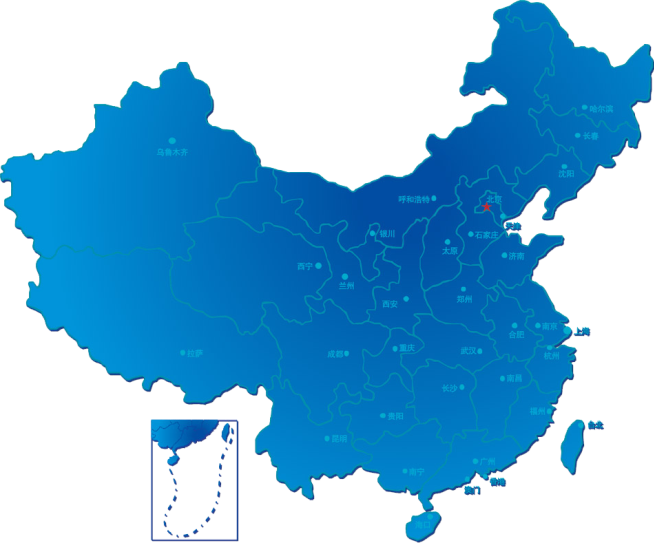 哈尔滨
长春
乌鲁木齐
沈阳
呼和浩特
北京
天津
银川
石家庄
太原
济南
西宁
兰州
西安
郑州
合肥
南京
上海
拉萨
成都
重庆
武汉
杭州
长沙
南昌
贵阳
福州
台北
昆明
南宁
广州
香港
澳门
海口